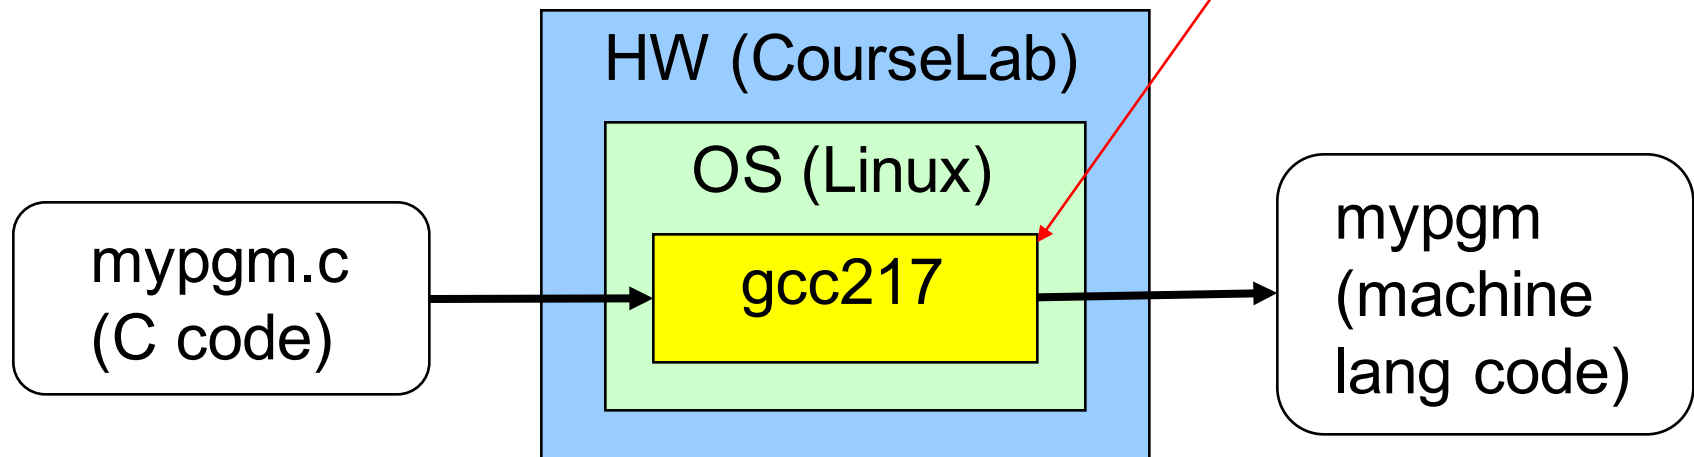 HW (CourseLab)
OS (Linux)
mypgm.c
(C code)
gcc217
mypgm
(machine
lang code)